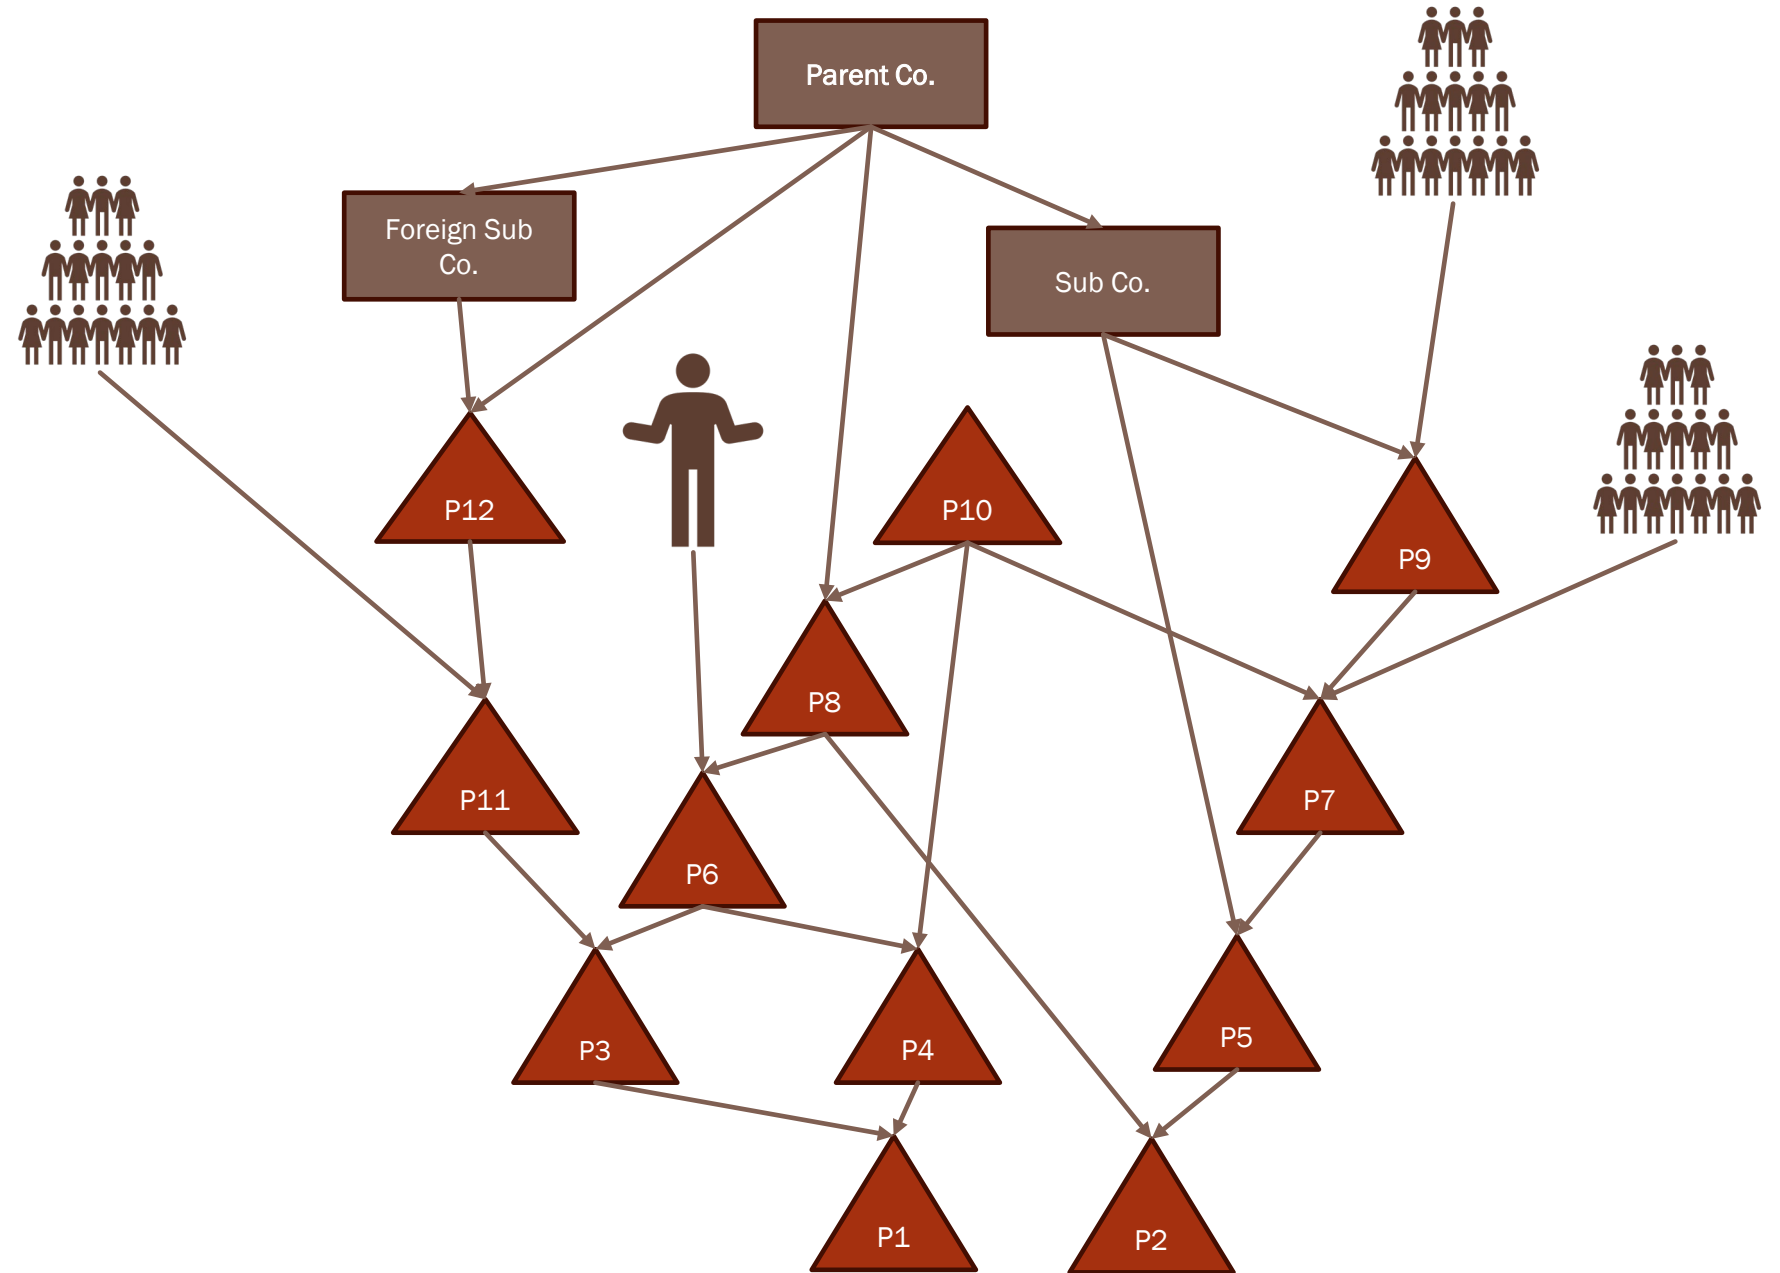 Parent Co.
Foreign Sub
Co.
Sub Co.
P12
P10
P9
P8
P11
P7
P6
P3
P4
P5
P1
P2